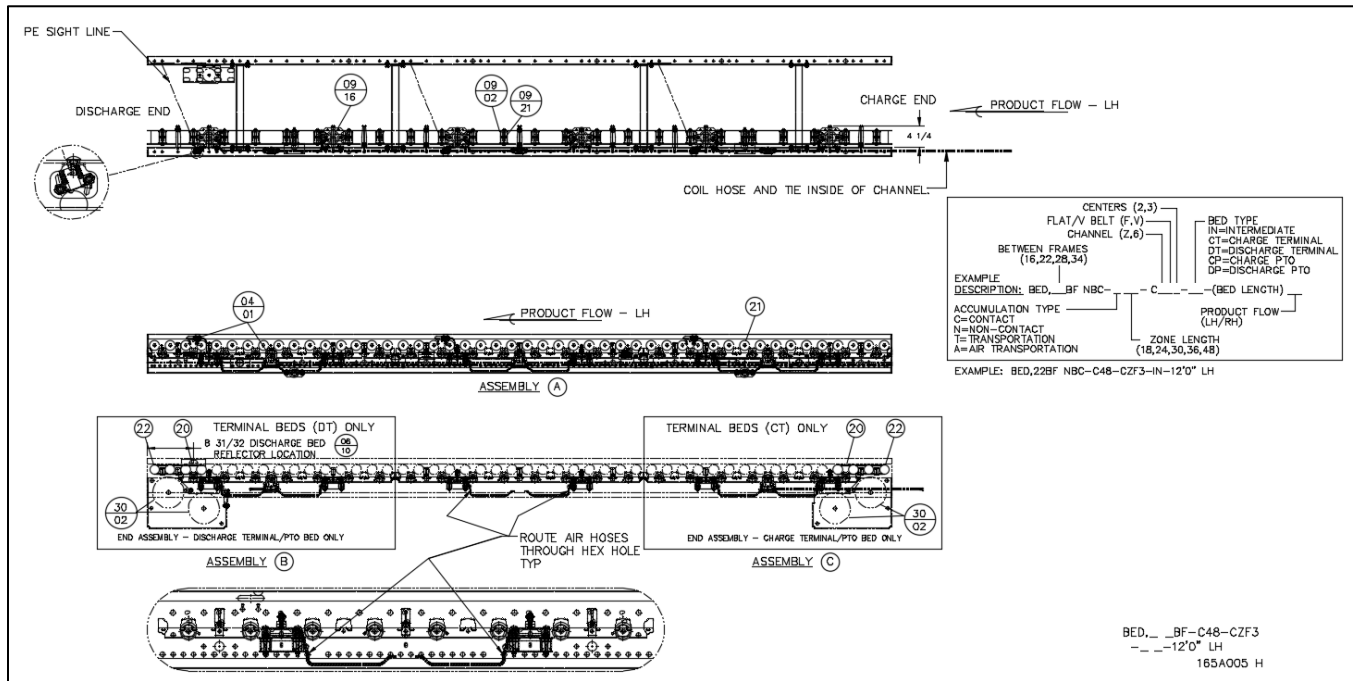 PE SIGHT LINE
DISCHARGE END
09
16
09
02
09
21
CHARGE END
PRODUCT FLOW - LH
4 1/4
COIL HOSE AND TIE INSIDE OF CHANNEL.
CENTERS (2,3)
FLAT/V BELT (F,V)
CHANNEL (Z,6)
BETWEEN FRAMES
(16,22,28,34)
BED TYPE
IN=INTERMEDIATE
CT=CHARGE TERMINAL
DT=DISCHARGE TERMINAL
CP=CHARGE PTO
DP=DISCHARGE PTO
EXAMPLE
DESCRIPTION: BED,__BF NBC-_ __-C___-__-(BED LENGTH) __
ACCUMULATION TYPE
C=CONTACT
N=NON-CONTACT
T=TRANSPORTATION
A=AIR TRANSPORTATION
PRODUCT FLOW
(LH/RH)
ZONE LENGTH
(18,24,30,36,48)
EXAMPLE: BED,22BF NBC-C48-CZF3-IN-12'0" LH
04
01
PRODUCT FLOW - LH
21
ASSEMBLY A
22
20
TERMINAL BEDS (DT) ONLY
8 31/32 DISCHARGE BED
REFLECTOR LOCATION
06
10
30
02
END ASSEMBLY - DISCHARGE TERMINAL/PTO BED ONLY
ASSEMBLY B
ROUTE AIR HOSES
THROUGH HEX HOLE
TYP
TERMINAL BEDS (CT) ONLY
20
22
30
02
END ASSEMBLY - CHARGE TERMINAL/PTO BED ONLY
ASSEMBLY C
BED,_ _BF-C48-CZF3
-_ _-12'0" LH
165A005 H